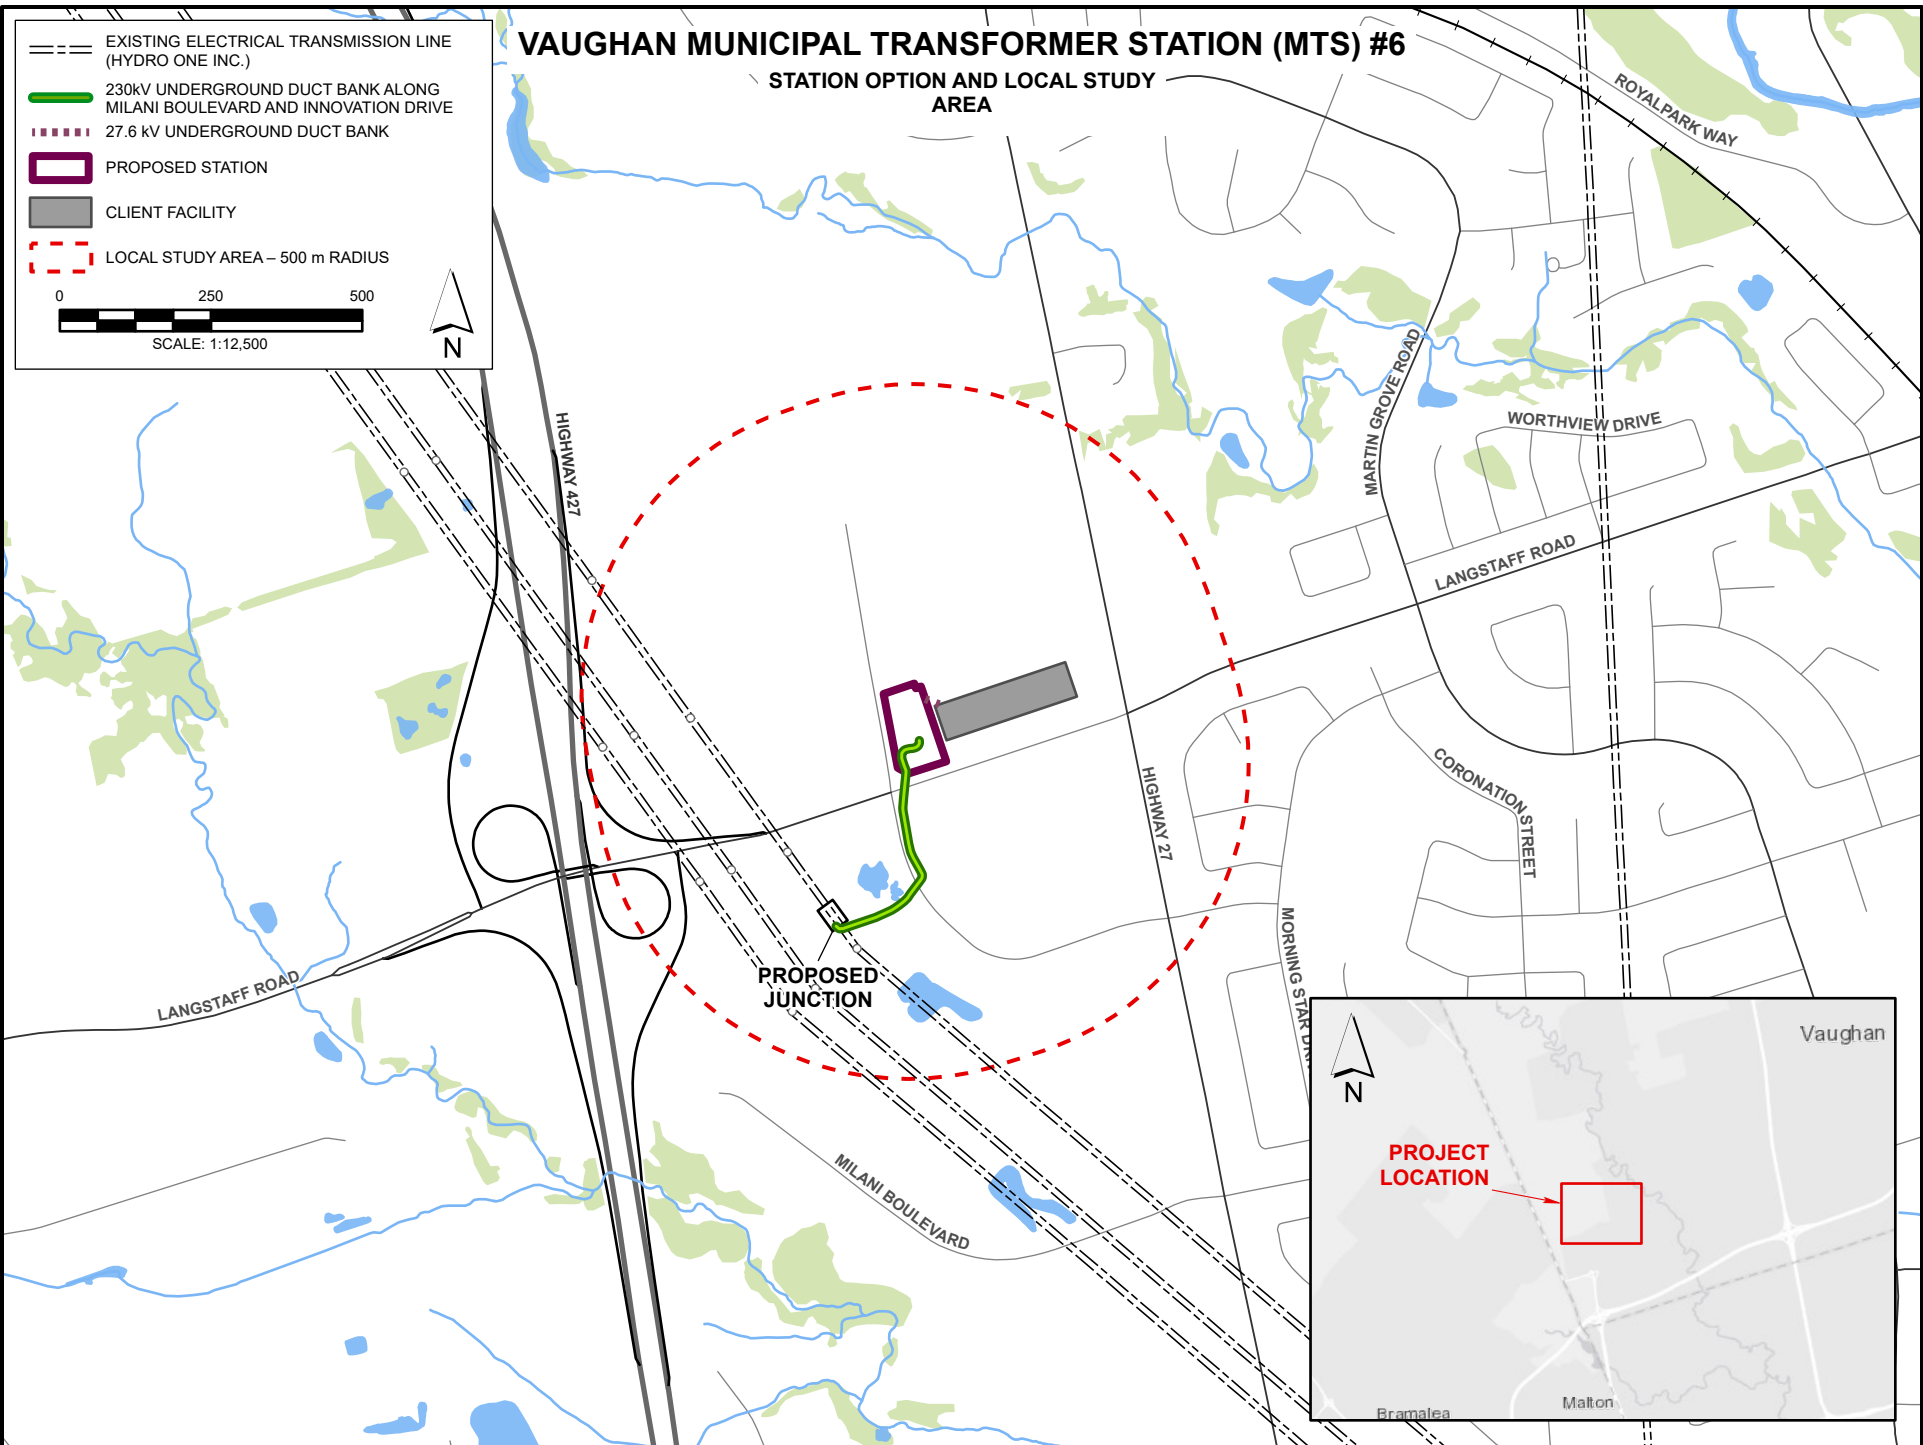 VAUGHAN MUNICIPAL TRANSFORMER STATION (MTS) #6
STATION OPTION AND LOCAL STUDY
AREA
EXISTING ELECTRICAL TRANSMISSION LINE
(HYDRO ONE INC.)
230kV UNDERGROUND DUCT BANK ALONG
MILANI BOULEVARD AND INNOVATION DRIVE
27.6 kV UNDERGROUND DUCT BANK
PROPOSED STATION
CLIENT FACILITY
LOCAL STUDY AREA – 500 m RADIUS
0 250 500
SCALE: 1:12,500
N
ROYALPARK WAY
MARTIN GROVE ROAD
WORTHVIEW DRIVE
HIGHWAY 427
LANGSTAFF ROAD
CORONATION STREET
HIGHWAY 27
MORNING STAR DRI
LANGSTAFF ROAD
PROPOSED
JUNCTION
MILANI BOULEVARD
N
Vaughan
PROJECT
LOCATION
Malton
Bramalea